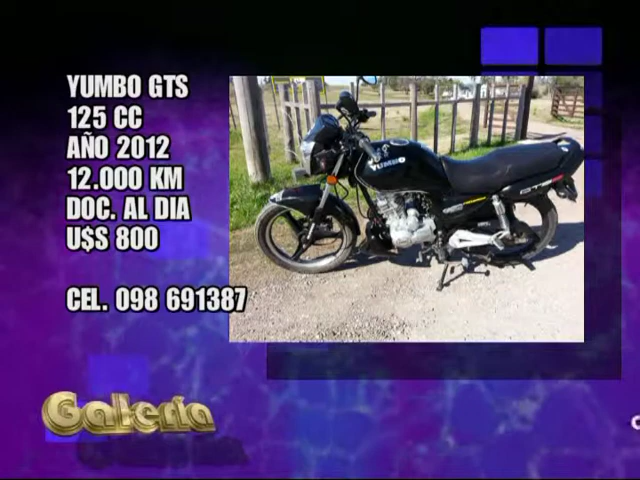 YUMBO GTS
125 CC
AÑO 2012
12.000 KM
DOC. AL DIA
U$S 800
CEL. 098 691387
YUMBO
GTS
Galería